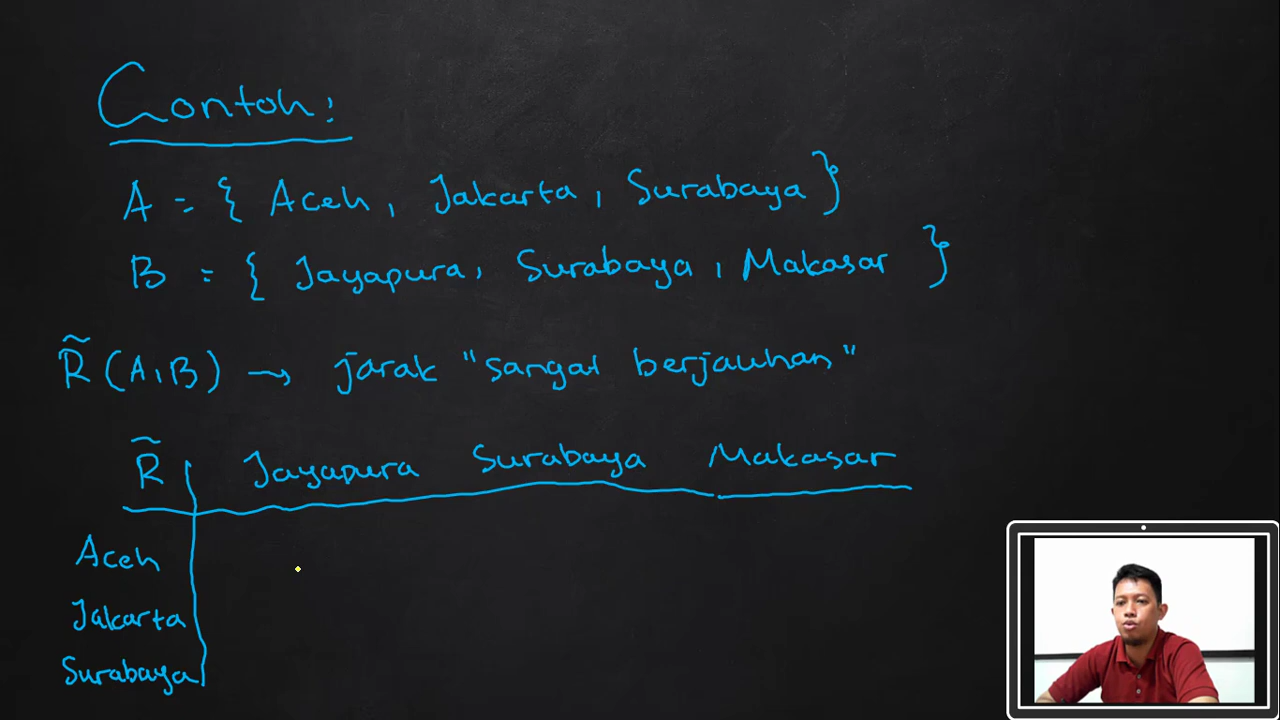 Contoh:
A = { Aceh, Jakarta, Surabaya }
B = { Jayapura, Surabaya, Makasar }
R̃ (A,B) → jarak "sangat berjauhan"
R̃ Jayapura Surabaya Makasar
Aceh
Jakarta
Surabaya